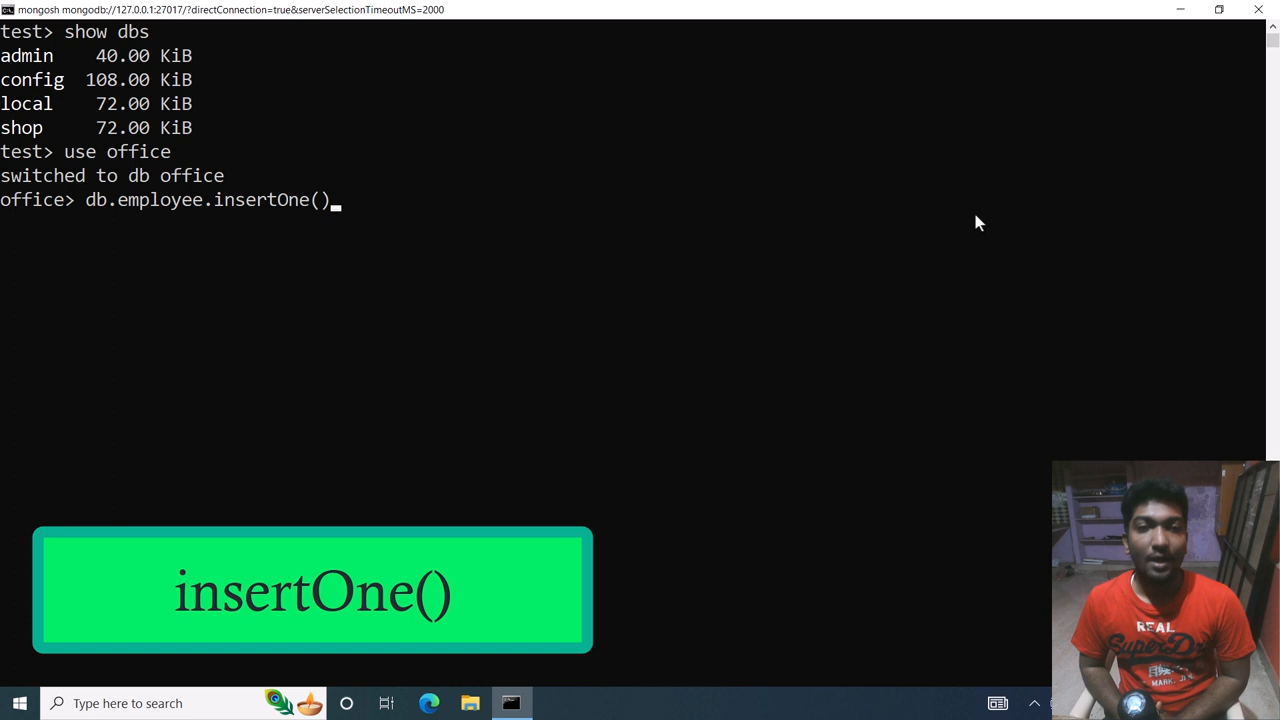 mongosh mongodb://127.0.0.1:27017/?directConnection=true&serverSelectionTimeoutMS=2000
test> show dbs
admin 40.00 KiB
config 108.00 KiB
local 72.00 KiB
shop 72.00 KiB
test> use office
switched to db office
office> db.employee.insertOne()
insertOne()
REAL
SuperDry
Type here to search